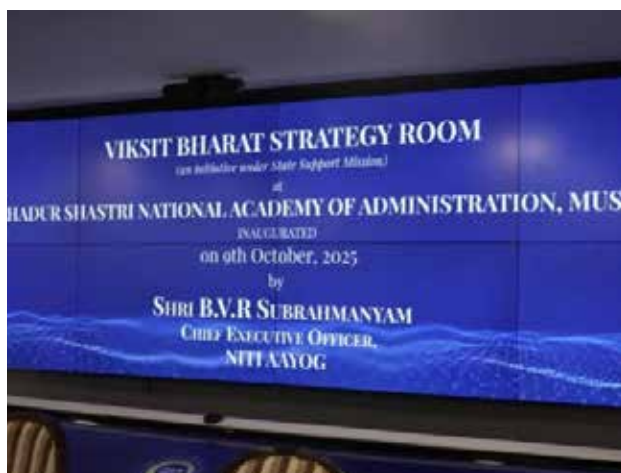 VIKSIT BHARAT STRATEGY ROOM
(an initiative under State Support Mission)
at
HADUR SHASTRI NATIONAL ACADEMY OF ADMINISTRATION, MUS
INAUGURATED
on 9th October, 2025
by
SHRI B.V.R SUBRAHMANYAM
CHIEF EXECUTIVE OFFICER,
NITI AAYOG